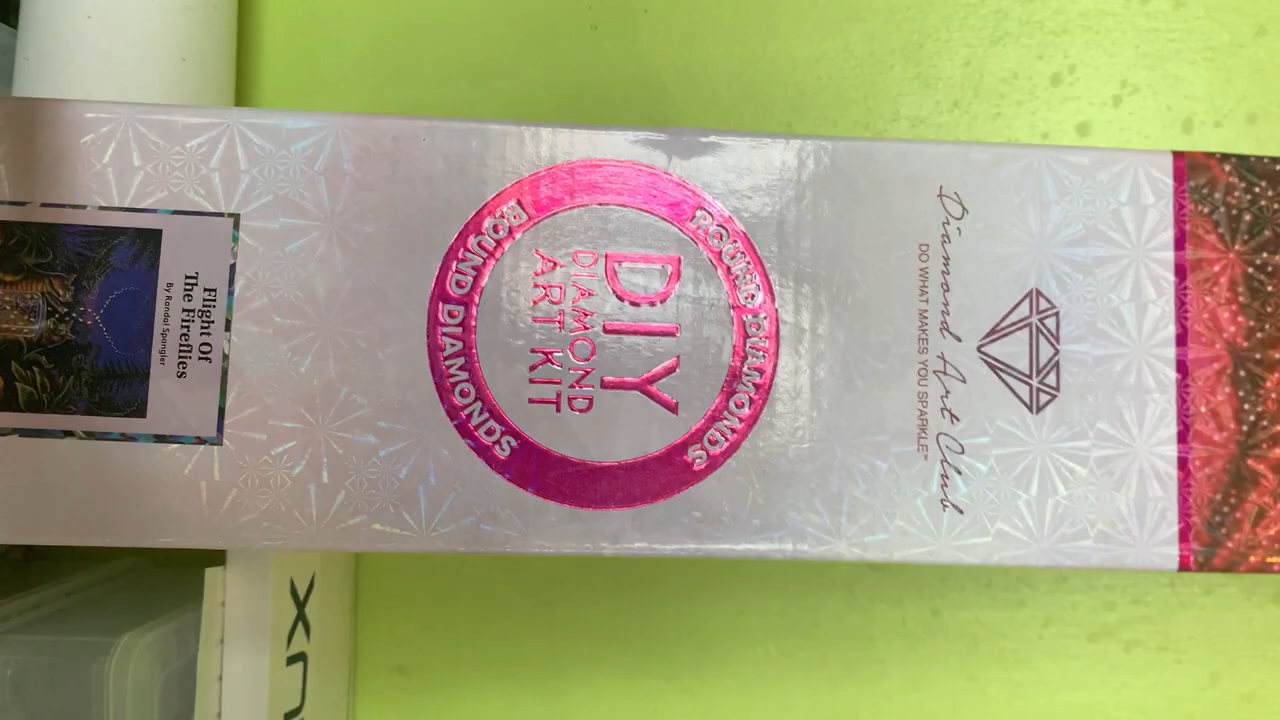 Diamond Art Club
DO WHAT MAKES YOU SPARKLE™
ROUND DIAMONDS
DIY
DIAMOND
ART KIT
ROUND DIAMONDS
Flight Of
The Fireflies
By Randal Spangler